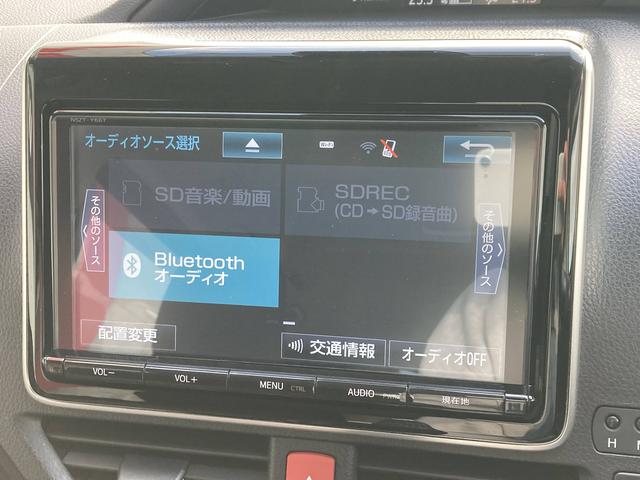 NSZT-Y66T
オーディオソース選択
Wi-Fi
SD音楽/動画
SDREC
(CD➡SD録音曲)
その他のソース
その他のソース
Bluetooth
オーディオ
配置変更
交通情報
オーディオOFF
VOL−
VOL+
MENU CTRL
AUDIO PWR
現在地
H